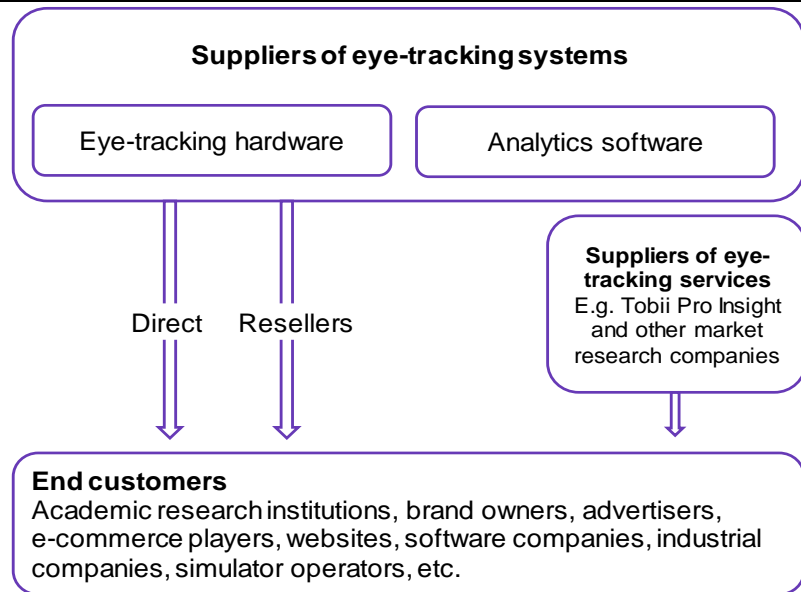 Suppliers of eye-tracking systems
Eye-tracking hardware
Analytics software
Suppliers of eye-
tracking services
E.g. Tobii Pro Insight
and other market
research companies
Direct
Resellers
End customers
Academic research institutions, brand owners, advertisers,
e-commerce players, websites, software companies, industrial
companies, simulator operators, etc.